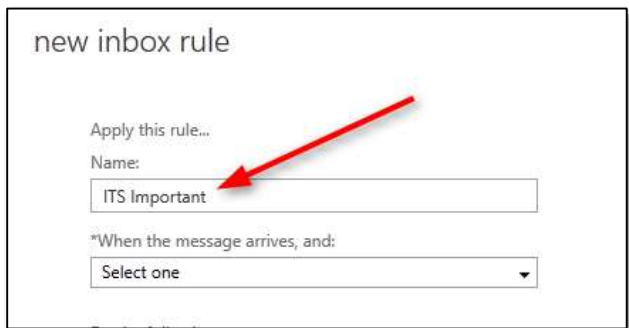 new inbox rule
Apply this rule...
Name:
ITS Important
*When the message arrives, and:
Select one